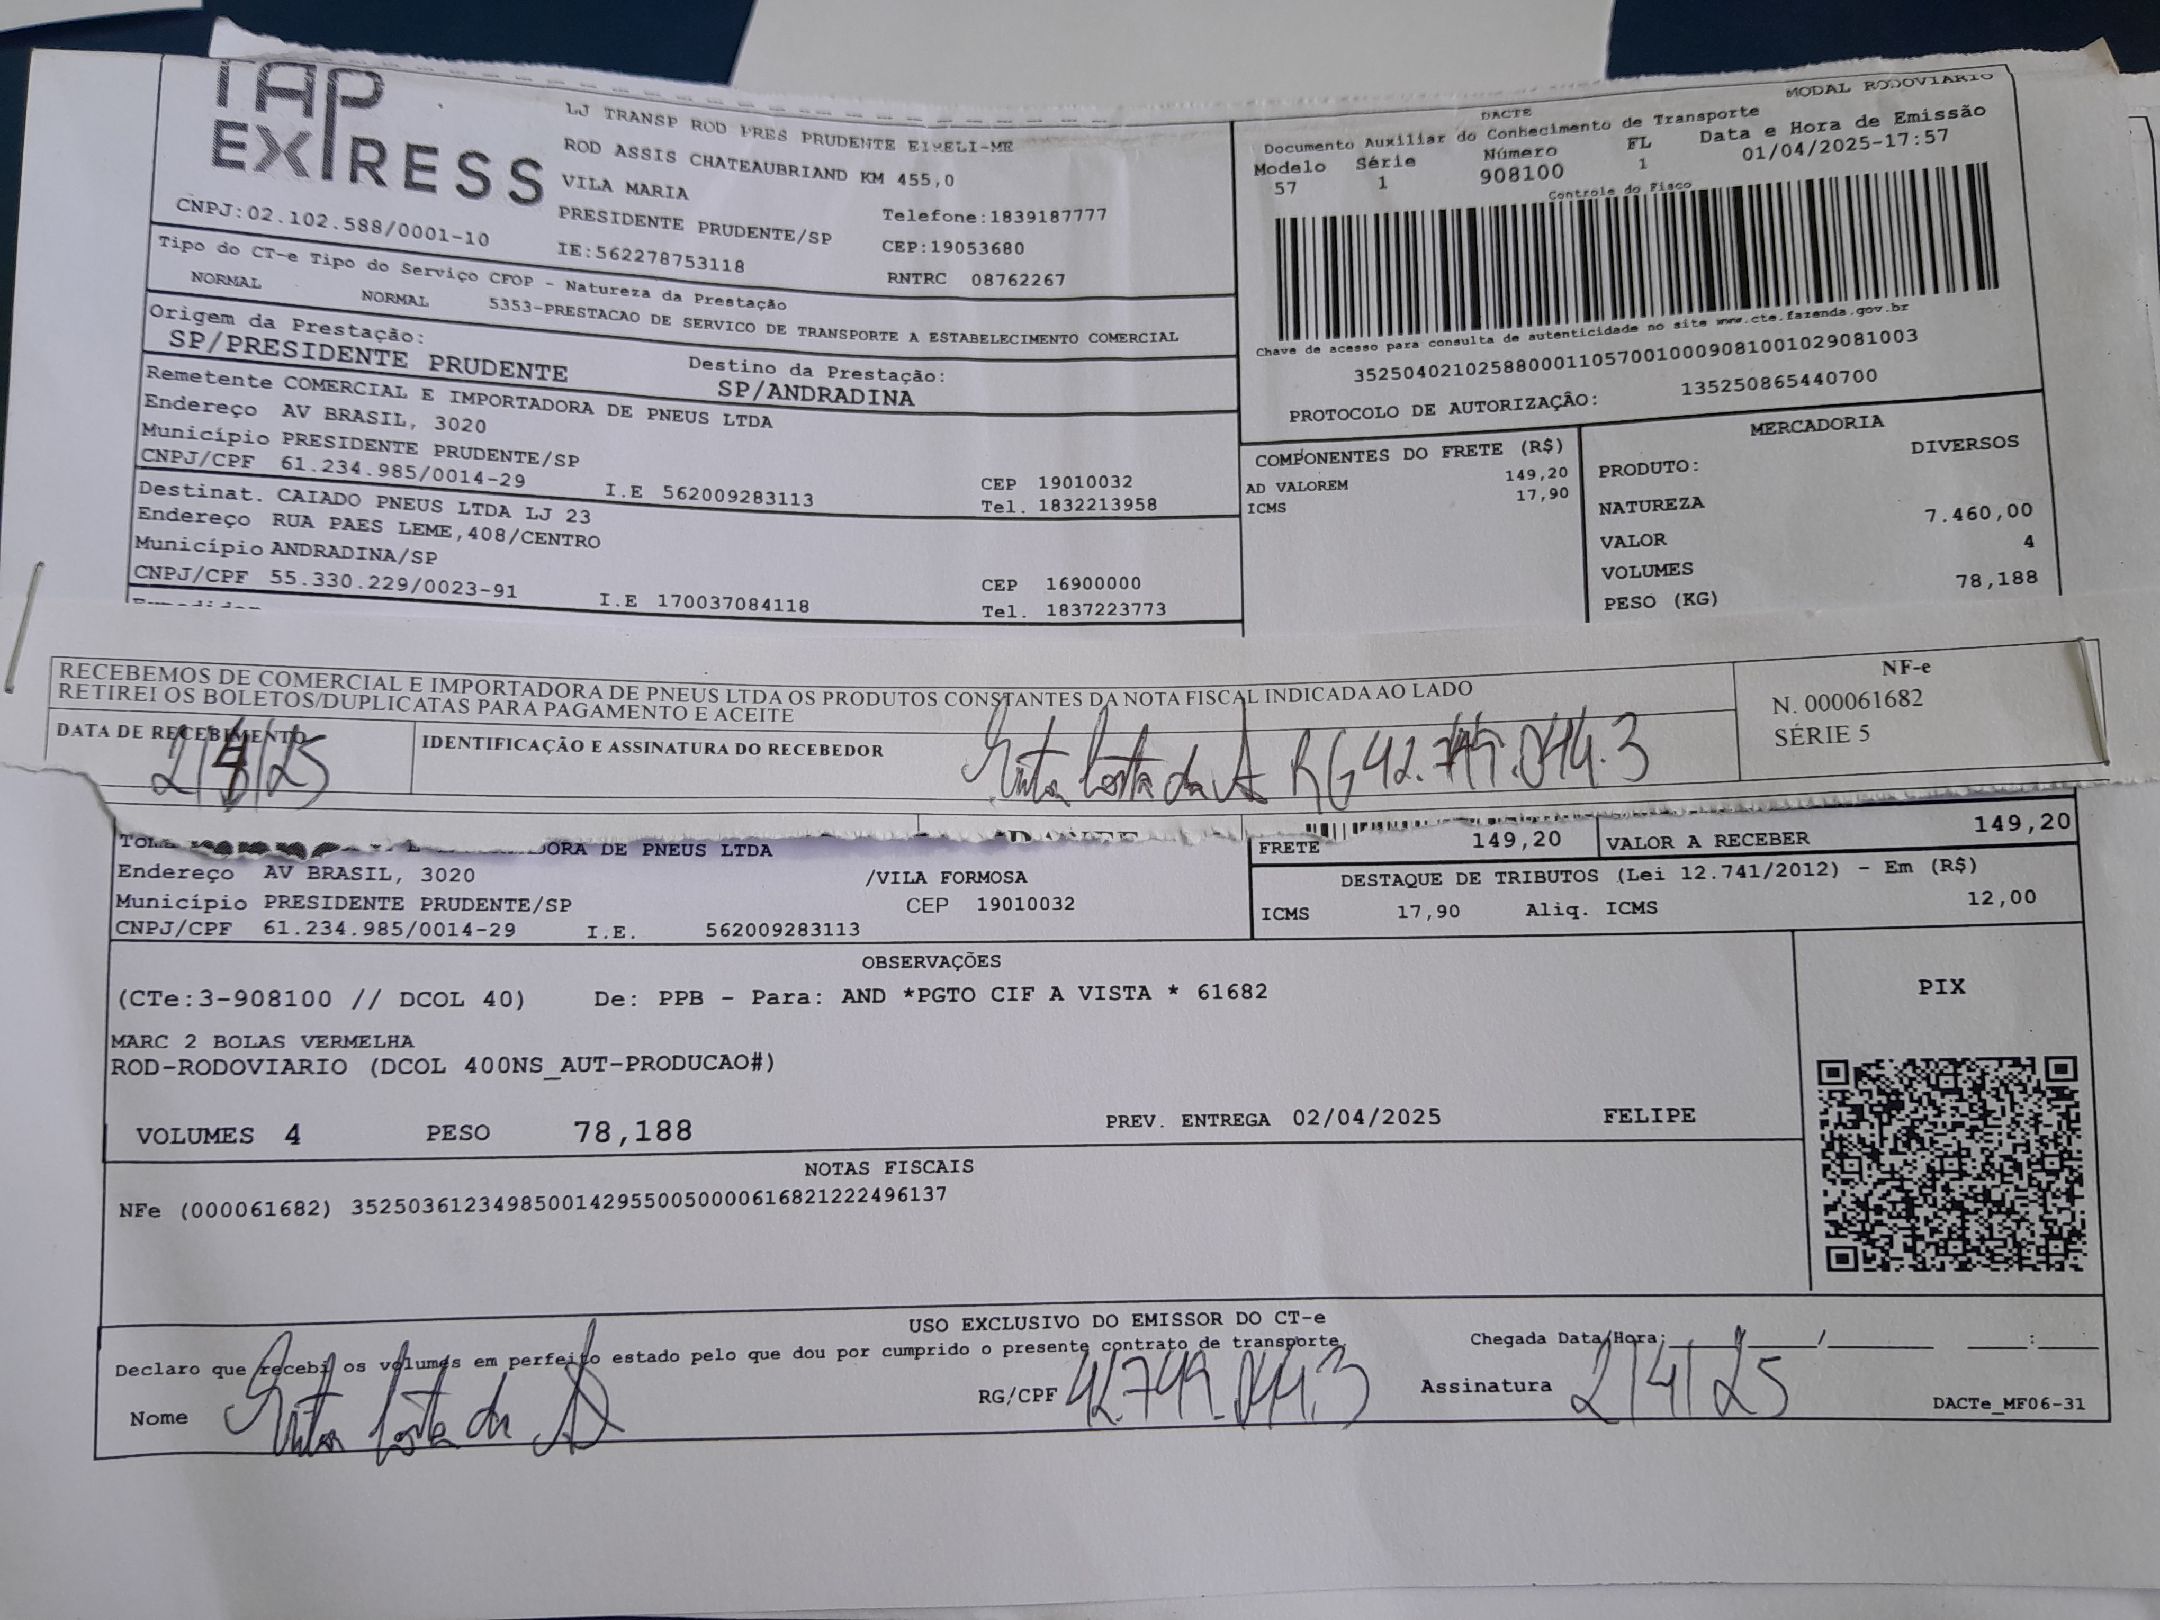 TAP EXPRESS
LJ TRANSP ROD PRES PRUDENTE EIRELI-ME
ROD ASSIS CHATEAUBRIAND KM 455,0
VILA MARIA
PRESIDENTE PRUDENTE/SP Telefone:1839187777
CNPJ:02.102.588/0001-10 IE:562278753118 CEP:19053680
RNTRC 08762267
Tipo do CT-e Tipo do Serviço CFOP - Natureza da Prestação
NORMAL NORMAL 5353-PRESTACAO DE SERVICO DE TRANSPORTE A ESTABELECIMENTO COMERCIAL
Origem da Prestação: Destino da Prestação:
SP/PRESIDENTE PRUDENTE SP/ANDRADINA
Remetente COMERCIAL E IMPORTADORA DE PNEUS LTDA
Endereço AV BRASIL, 3020
Município PRESIDENTE PRUDENTE/SP CEP 19010032
CNPJ/CPF 61.234.985/0014-29 I.E 562009283113 Tel. 1832213958
Destinat. CAIADO PNEUS LTDA LJ 23
Endereço RUA PAES LEME,408/CENTRO
Município ANDRADINA/SP CEP 16900000
CNPJ/CPF 55.330.229/0023-91 I.E 170037084118 Tel. 1837223773
DACTE MODAL RODOVIARIO
Documento Auxiliar do Conhecimento de Transporte
Modelo Série Número FL Data e Hora de Emissão
57 1 908100 1 01/04/2025-17:57
Controle do Fisco
Chave de acesso para consulta de autenticidade no site www.cte.fazenda.gov.br
35250402102588000110570010009081001029081003
PROTOCOLO DE AUTORIZAÇÃO: 135250865440700
COMPONENTES DO FRETE (R$)
AD VALOREM 149,20
ICMS 17,90
MERCADORIA
PRODUTO: DIVERSOS
NATUREZA
VALOR 7.460,00
VOLUMES 4
PESO (KG) 78,188
RECEBEMOS DE COMERCIAL E IMPORTADORA DE PNEUS LTDA OS PRODUTOS CONSTANTES DA NOTA FISCAL INDICADA AO LADO
RETIREI OS BOLETOS/DUPLICATAS PARA PAGAMENTO E ACEITE
DATA DE RECEBIMENTO IDENTIFICAÇÃO E ASSINATURA DO RECEBEDOR
2/4/25 Costa da RG 42.749.044.3
NF-e
N. 000061682
SÉRIE 5
DORA DE PNEUS LTDA
Endereço AV BRASIL, 3020 /VILA FORMOSA
Município PRESIDENTE PRUDENTE/SP CEP 19010032
CNPJ/CPF 61.234.985/0014-29 I.E. 562009283113
FRETE 149,20 VALOR A RECEBER 149,20
DESTAQUE DE TRIBUTOS (Lei 12.741/2012) - Em (R$)
ICMS 17,90 Aliq. ICMS 12,00
OBSERVAÇÕES
(CTe:3-908100 // DCOL 40) De: PPB - Para: AND *PGTO CIF A VISTA * 61682
MARC 2 BOLAS VERMELHA
ROD-RODOVIARIO (DCOL 400NS_AUT-PRODUCAO#)
VOLUMES 4 PESO 78,188 PREV. ENTREGA 02/04/2025 FELIPE
PIX
NOTAS FISCAIS
NFe (000061682) 35250361234985001429550050000616821222496137
USO EXCLUSIVO DO EMISSOR DO CT-e
Declaro que recebi os volumes em perfeito estado pelo que dou por cumprido o presente contrato de transporte.
Chegada Data/Hora: / / :
Nome Costa da RG/CPF 42.749.044.3 Assinatura 2/4/25
DACTe_MF06-31